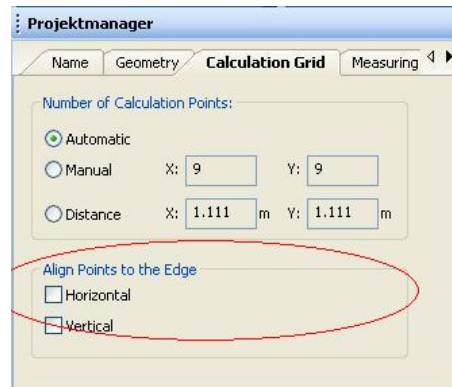 Projektmanager
Name Geometry Calculation Grid Measuring
Number of Calculation Points:
Automatic
Manual X: 9 Y: 9
Distance X: 1.111 m Y: 1.111 m
Align Points to the Edge
Horizontal
Vertical